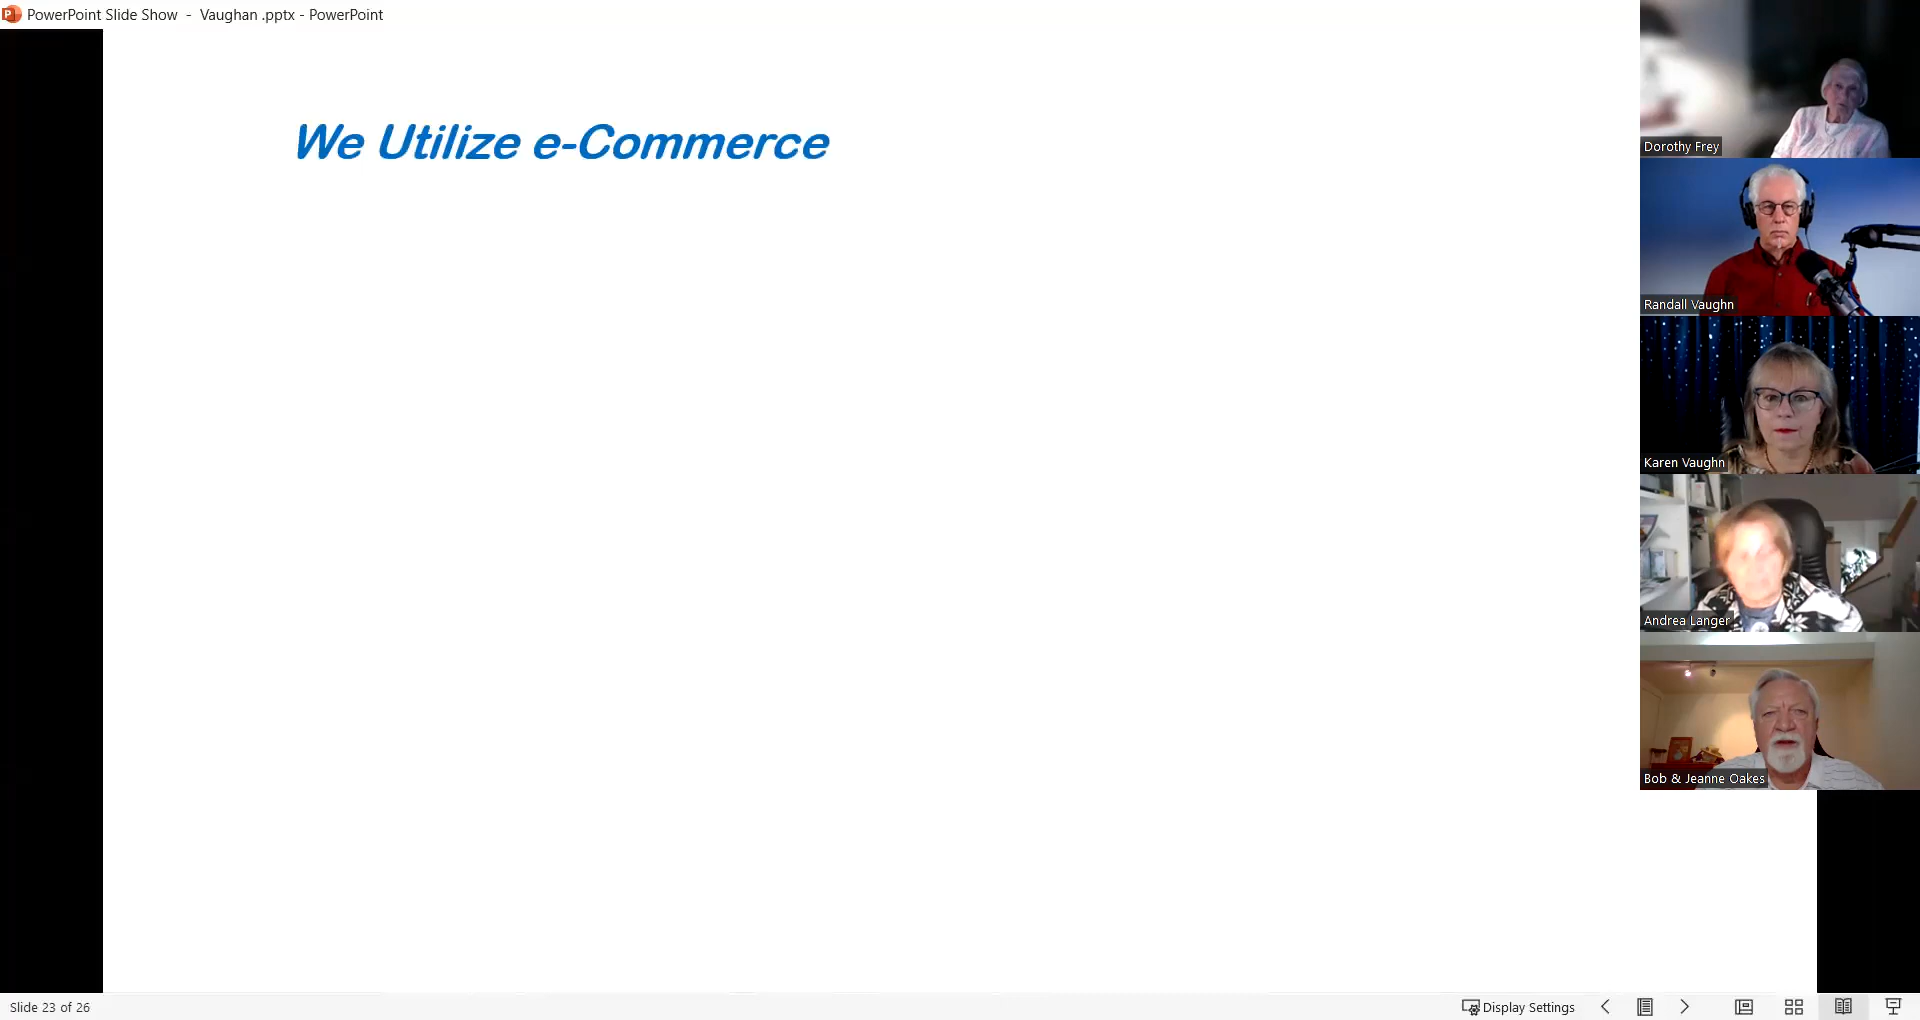 PowerPoint Slide Show - Vaughan .pptx - PowerPoint
We Utilize e-Commerce
Dorothy Frey
Randall Vaughn
Karen Vaughn
Andrea Langer
Bob & Jeanne Oakes
Slide 23 of 26
Display Settings